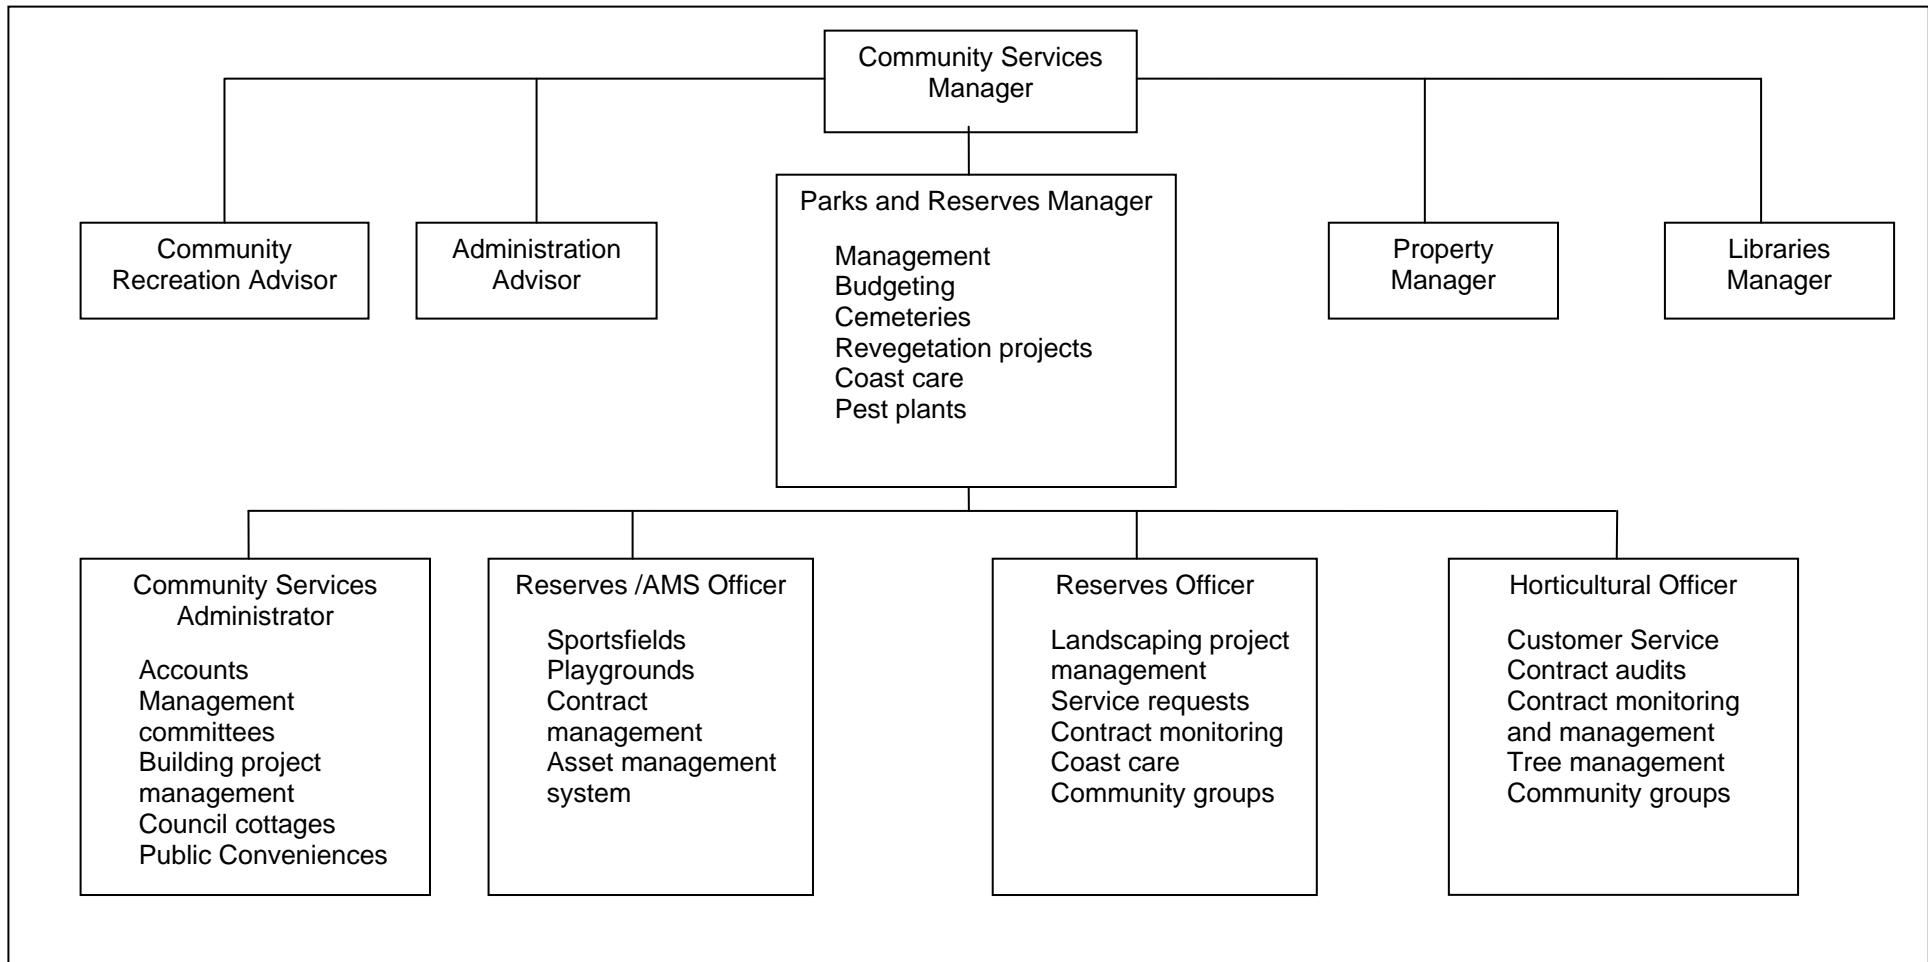 Community Services
Manager
Parks and Reserves Manager
Management
Budgeting
Cemeteries
Revegetation projects
Coast care
Pest plants
Community
Recreation Advisor
Administration
Advisor
Property
Manager
Libraries
Manager
Community Services
Administrator
Accounts
Management
committees
Building project
management
Council cottages
Public Conveniences
Reserves /AMS Officer
Sportsfields
Playgrounds
Contract
management
Asset management
system
Reserves Officer
Landscaping project
management
Service requests
Contract monitoring
Coast care
Community groups
Horticultural Officer
Customer Service
Contract audits
Contract monitoring
and management
Tree management
Community groups